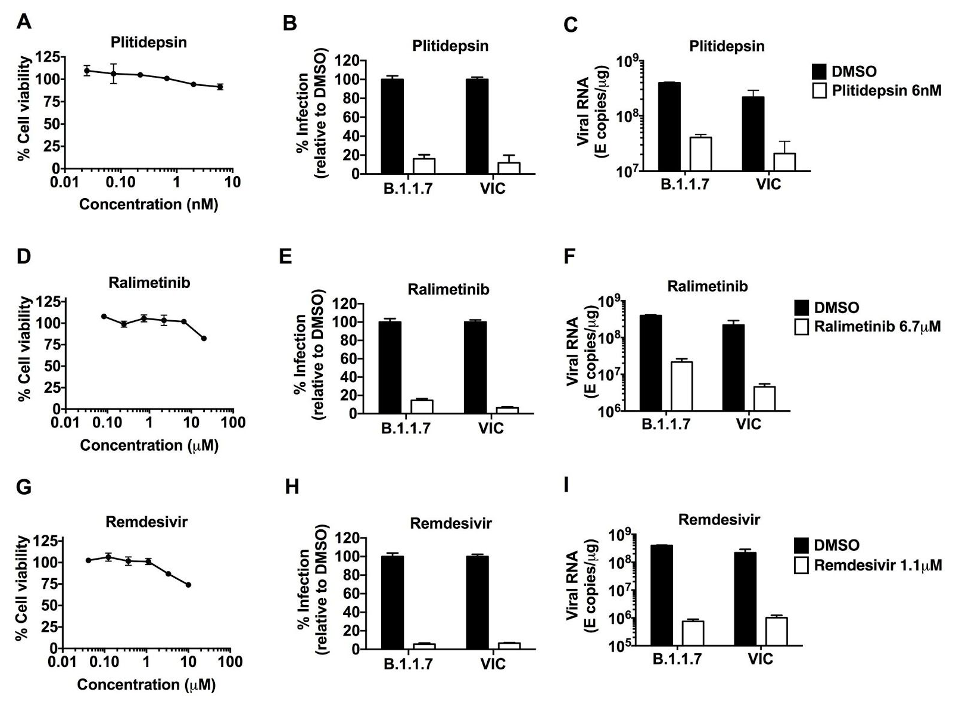 A
Plitidepsin
% Cell viability
125
100
75
50
25
0
0.01 0.10 1 10
Concentration (nM)
B
Plitidepsin
% Infection
(relative to DMSO)
120
100
80
60
40
20
0
B.1.1.7 VIC
C
Plitidepsin
Viral RNA
(E copies/μg)
10⁹
10⁸
10⁷
B.1.1.7 VIC
DMSO
Plitidepsin 6nM
D
Ralimetinib
% Cell viability
125
100
75
50
25
0
0.01 0.10 1 10 100
Concentration (μM)
E
Ralimetinib
% Infection
(relative to DMSO)
120
100
80
60
40
20
0
B.1.1.7 VIC
F
Ralimetinib
Viral RNA
(E copies/μg)
10⁹
10⁸
10⁷
10⁶
B.1.1.7 VIC
DMSO
Ralimetinib 6.7μM
G
Remdesivir
% Cell viability
125
100
75
50
25
0
0.01 0.10 1 10 100
Concentration (μM)
H
Remdesivir
% Infection
(relative to DMSO)
120
100
80
60
40
20
0
B.1.1.7 VIC
I
Remdesivir
Viral RNA
(E copies/μg)
10⁹
10⁸
10⁷
10⁶
10⁵
B.1.1.7 VIC
DMSO
Remdesivir 1.1μM